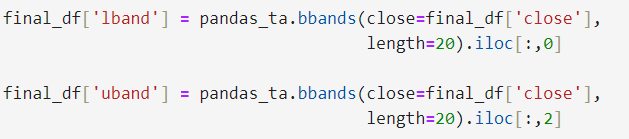 final_df['lband'] = pandas_ta.bbands(close=final_df['close'],
                                     length=20).iloc[:,0]
final_df['uband'] = pandas_ta.bbands(close=final_df['close'],
                                     length=20).iloc[:,2]